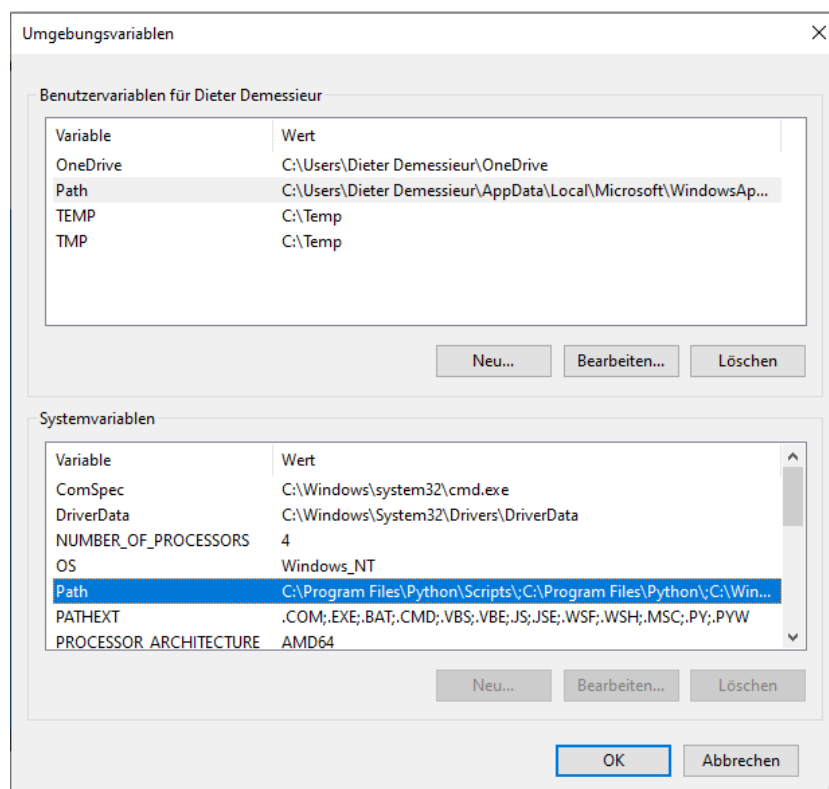 Umgebungsvariablen
Benutzervariablen für Dieter Demessieur
Variable Wert
OneDrive C:\Users\Dieter Demessieur\OneDrive
Path C:\Users\Dieter Demessieur\AppData\Local\Microsoft\WindowsAp...
TEMP C:\Temp
TMP C:\Temp
Neu... Bearbeiten... Löschen
Systemvariablen
Variable Wert
ComSpec C:\Windows\system32\cmd.exe
DriverData C:\Windows\System32\Drivers\DriverData
NUMBER_OF_PROCESSORS 4
OS Windows_NT
Path C:\Program Files\Python\Scripts\;C:\Program Files\Python\;C:\Win...
PATHEXT .COM;.EXE;.BAT;.CMD;.VBS;.VBE;.JS;.JSE;.WSF;.WSH;.MSC;.PY;.PYW
PROCESSOR_ARCHITECTURE AMD64
Neu... Bearbeiten... Löschen
OK Abbrechen